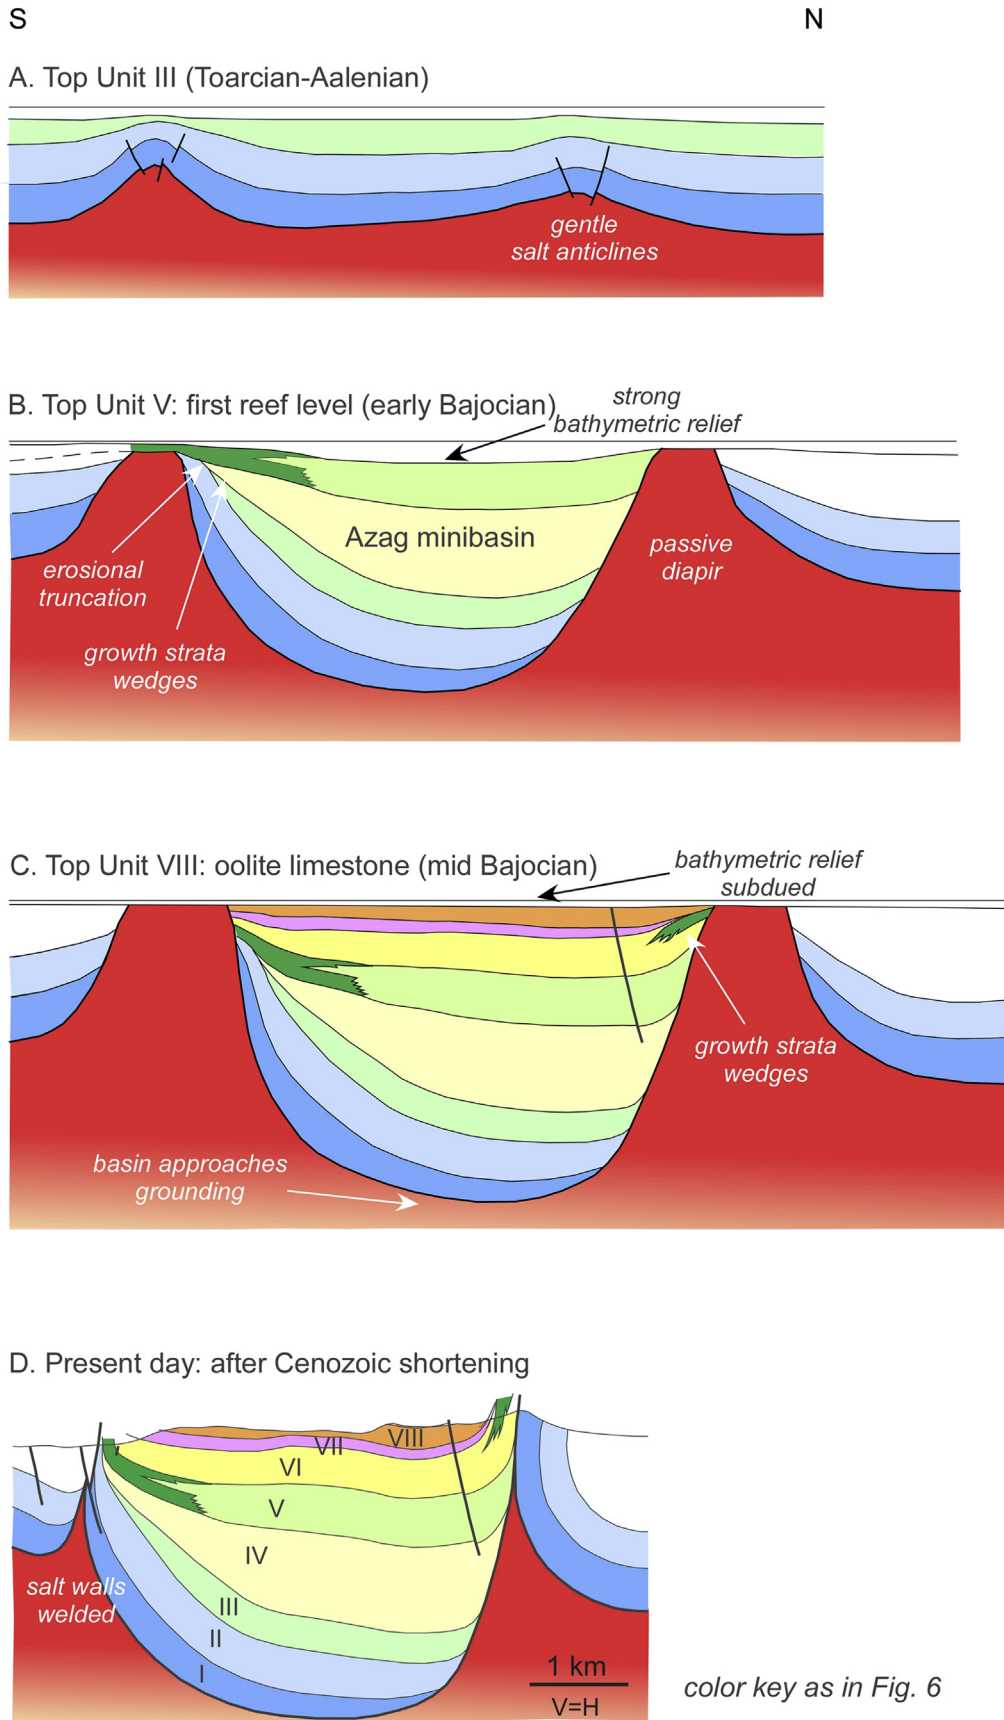 S
N
A. Top Unit III (Toarcian-Aalenian)
gentle
salt anticlines
B. Top Unit V: first reef level (early Bajocian)
strong
bathymetric relief
Azag minibasin
passive
diapir
erosional
truncation
growth strata
wedges
C. Top Unit VIII: oolite limestone (mid Bajocian)
bathymetric relief
subdued
growth strata
wedges
basin approaches
grounding
D. Present day: after Cenozoic shortening
VIII
VII
VI
V
IV
III
II
I
salt walls
welded
1 km
V=H
color key as in Fig. 6